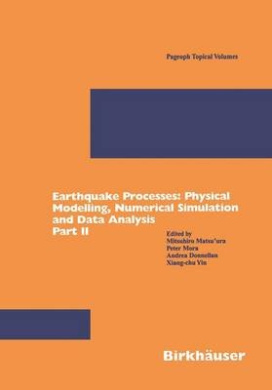 Pageoph Topical Volumes
Earthquake Processes: Physical
Modelling, Numerical Simulation
and Data Analysis
Part II
Edited by
Mitsuhiro Matsu'ura
Peter Mora
Andrea Donnellan
Xiang-chu Yin
Birkhäuser